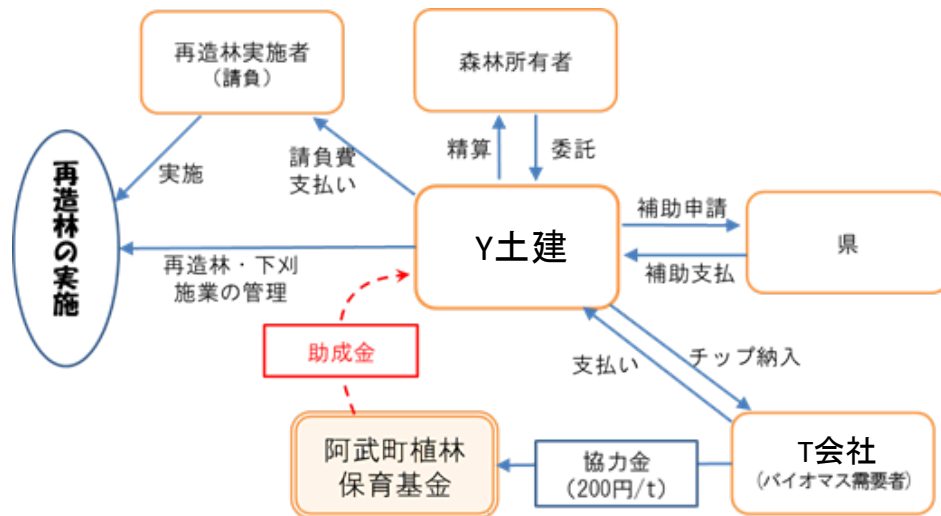 再造林実施者
（請負）
森林所有者
実施
請負費
支払い
精算
委託
再造林の実施
Y土建
補助申請
補助支払
県
再造林・下刈
施業の管理
助成金
支払い
チップ納入
阿武町植林
保育基金
協力金
（200円/t）
T会社
（バイオマス需要者）